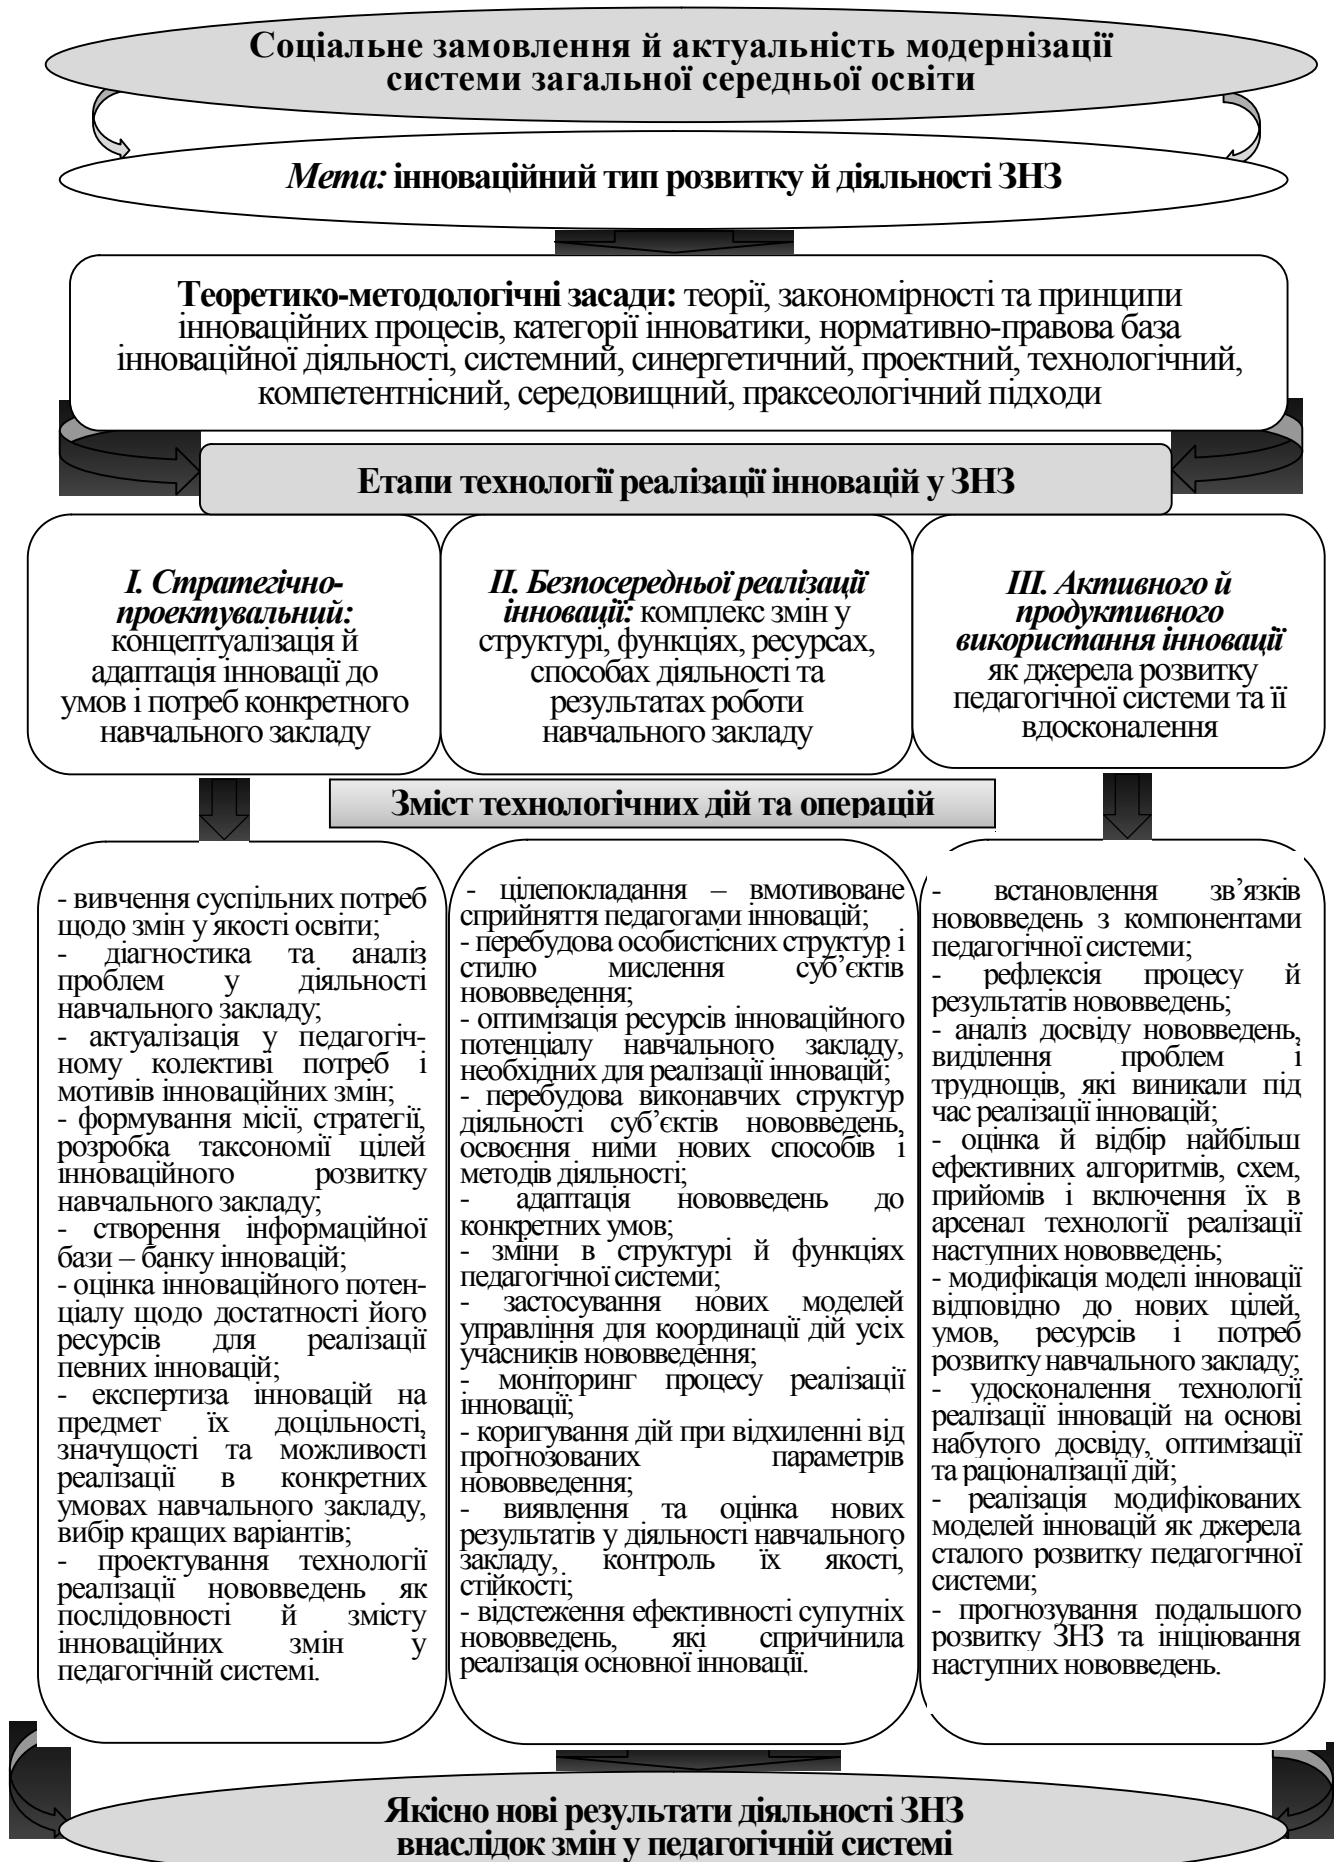 Соціальне замовлення й актуальність модернізації
системи загальної середньої освіти
Мета: інноваційний тип розвитку й діяльності ЗНЗ
Теоретико-методологічні засади: теорії, закономірності та принципи
інноваційних процесів, категорії інноватики, нормативно-правова база
інноваційної діяльності, системний, синергетичний, проектний, технологічний,
компетентнісний, середовищний, праксеологічний підходи
Етапи технології реалізації інновацій у ЗНЗ
І. Стратегічно-
проектувальний:
концептуалізація й
адаптація інновації до
умов і потреб конкретного
навчального закладу
ІІ. Безпосередньої реалізації
інновації: комплекс змін у
структурі, функціях, ресурсах,
способах діяльності та
результатах роботи
навчального закладу
ІІІ. Активного й
продуктивного
використання інновації
як джерела розвитку
педагогічної системи та її
вдосконалення
Зміст технологічних дій та операцій
- вивчення суспільних потреб
щодо змін у якості освіти;
- діагностика та аналіз
проблем у діяльності
навчального закладу;
- актуалізація у педагогіч-
ному колективі потреб і
мотивів інноваційних змін;
- формування місії, стратегії,
розробка таксономії цілей
інноваційного розвитку
навчального закладу;
- створення інформаційної
бази – банку інновацій;
- оцінка інноваційного потен-
ціалу щодо достатності його
ресурсів для реалізації
певних інновацій;
- експертиза інновацій на
предмет їх доцільності,
значущості та можливості
реалізації в конкретних
умовах навчального закладу,
вибір кращих варіантів;
- проектування технології
реалізації нововведень як
послідовності й змісту
інноваційних змін у
педагогічній системі.
- цілепокладання – вмотивоване
сприйняття педагогами інновацій;
- перебудова особистісних структур і
стилю мислення суб’єктів
нововведення;
- оптимізація ресурсів інноваційного
потенціалу навчального закладу,
необхідних для реалізації інновацій;
- перебудова виконавчих структур
діяльності суб’єктів нововведень,
освоєння ними нових способів і
методів діяльності;
- адаптація нововведень до
конкретних умов;
- зміни в структурі й функціях
педагогічної системи;
- застосування нових моделей
управління для координації дій усіх
учасників нововведення;
- моніторинг процесу реалізації
інновації;
- коригування дій при відхиленні від
прогнозованих параметрів
нововведення;
- виявлення та оцінка нових
результатів у діяльності навчального
закладу, контроль їх якості,
стійкості;
- відстеження ефективності супутніх
нововведень, які спричинила
реалізація основної інновації.
- встановлення зв’язків
нововведень з компонентами
педагогічної системи;
- рефлексія процесу й
результатів нововведень;
- аналіз досвіду нововведень,
виділення проблем і
труднощів, які виникали під
час реалізації інновацій;
- оцінка й відбір найбільш
ефективних алгоритмів, схем,
прийомів і включення їх в
арсенал технології реалізації
наступних нововведень;
- модифікація моделі інновації
відповідно до нових цілей,
умов, ресурсів і потреб
розвитку навчального закладу;
- удосконалення технології
реалізації інновацій на основі
набутого досвіду, оптимізації
та раціоналізації дій;
- реалізація модифікованих
моделей інновацій як джерела
сталого розвитку педагогічної
системи;
- прогнозування подальшого
розвитку ЗНЗ та ініціювання
наступних нововведень.
Якісно нові результати діяльності ЗНЗ
внаслідок змін у педагогічній системі